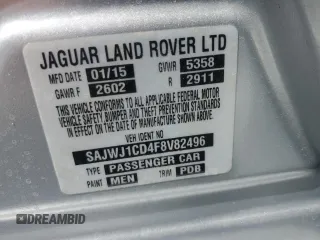 JAGUAR LAND ROVER LTD
MFD DATE 01/15 GVWR 5358
GAWR F 2602 R 2911
THIS VEHICLE CONFORMS TO ALL APPLICABLE FEDERAL MOTOR VEHICLE
SAFETY, BUMPER AND THEFT PREVENTION STANDARDS
IN EFFECT ON THE DATE OF MANUFACTURE SHOWN ABOVE
VEH IDENT NO
SAJWJ1CD4F8V82496
TYPE PASSENGER CAR
PAINT MEN TRIM PDB
DREAMBID